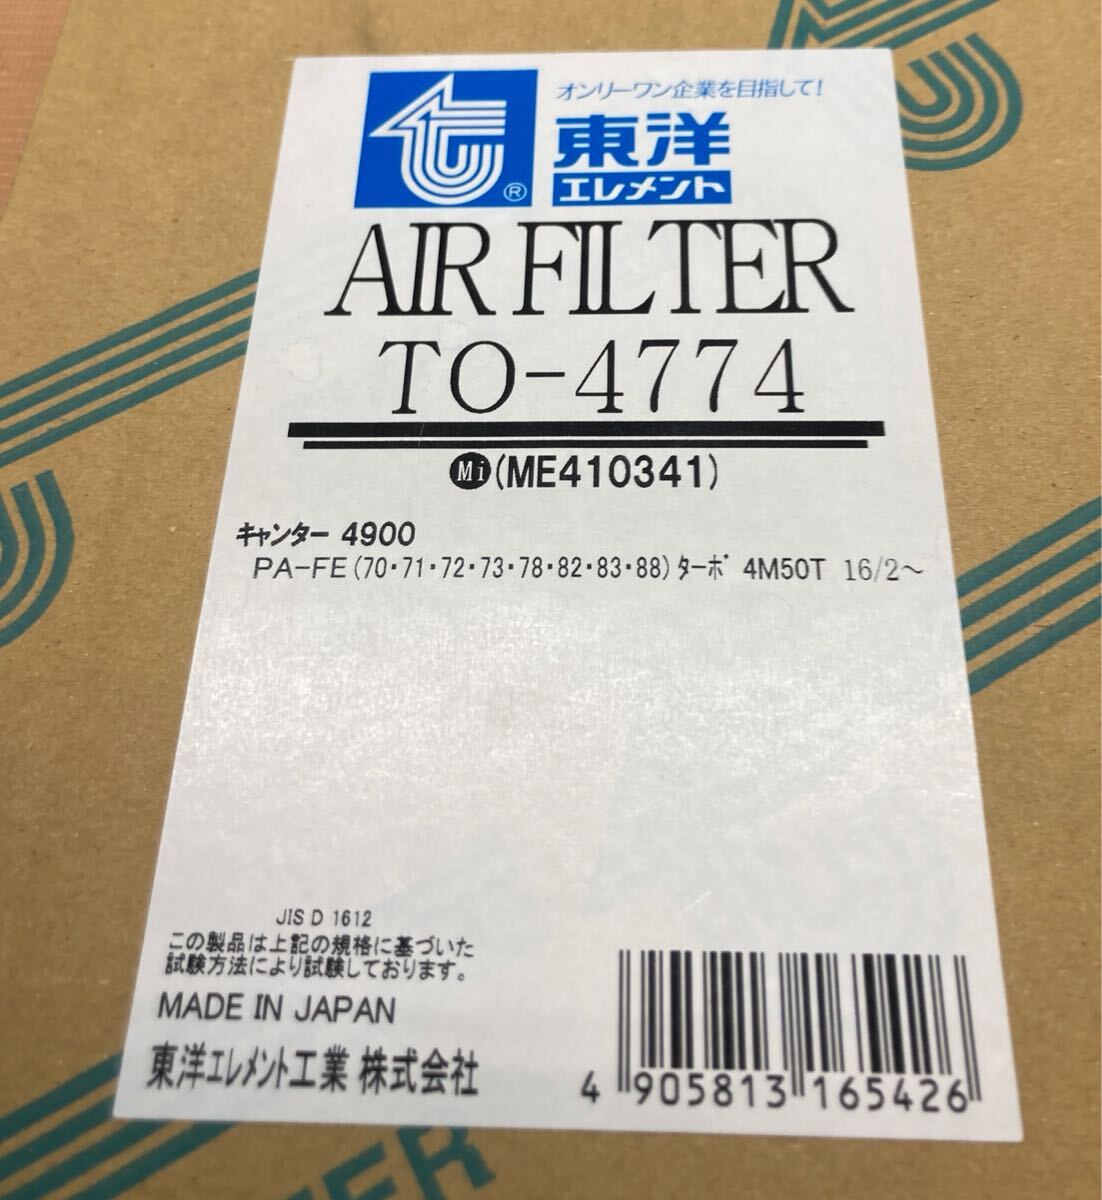 オンリーワン企業を目指して!
東洋
エレメント
®
AIR FILTER
TO-4774
Mi(ME410341)
キャンター 4900
PA-FE(70・71・72・73・78・82・83・88)ターボ 4M50T 16/2～
JIS D 1612
この製品は上記の規格に基づいた
試験方法により試験しております。
MADE IN JAPAN
東洋エレメント工業 株式会社
4 905813 165426